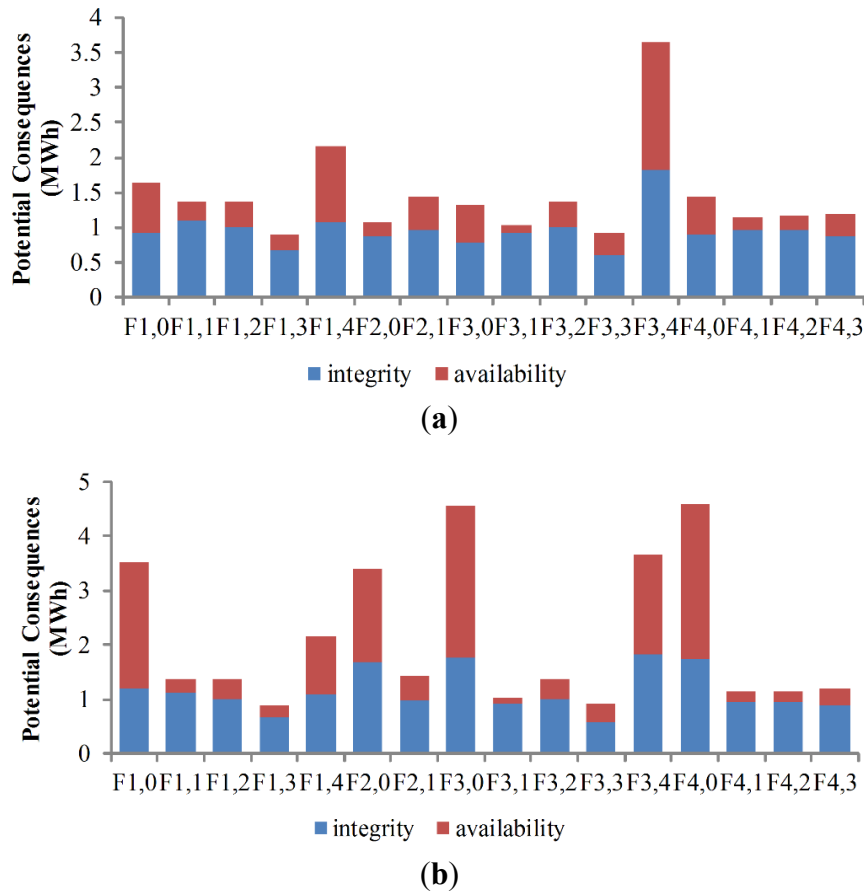 4
3.5
3
2.5
2
1.5
1
0.5
0
Potential Consequences
(MWh)
F1,0F1,1F1,2F1,3F1,4F2,0F2,1F3,0F3,1F3,2F3,3F3,4F4,0F4,1F4,2F4,3
integrity availability
(a)
5
4
3
2
1
0
Potential Consequences
(MWh)
F1,0F1,1F1,2F1,3F1,4F2,0F2,1F3,0F3,1F3,2F3,3F3,4F4,0F4,1F4,2F4,3
integrity availability
(b)